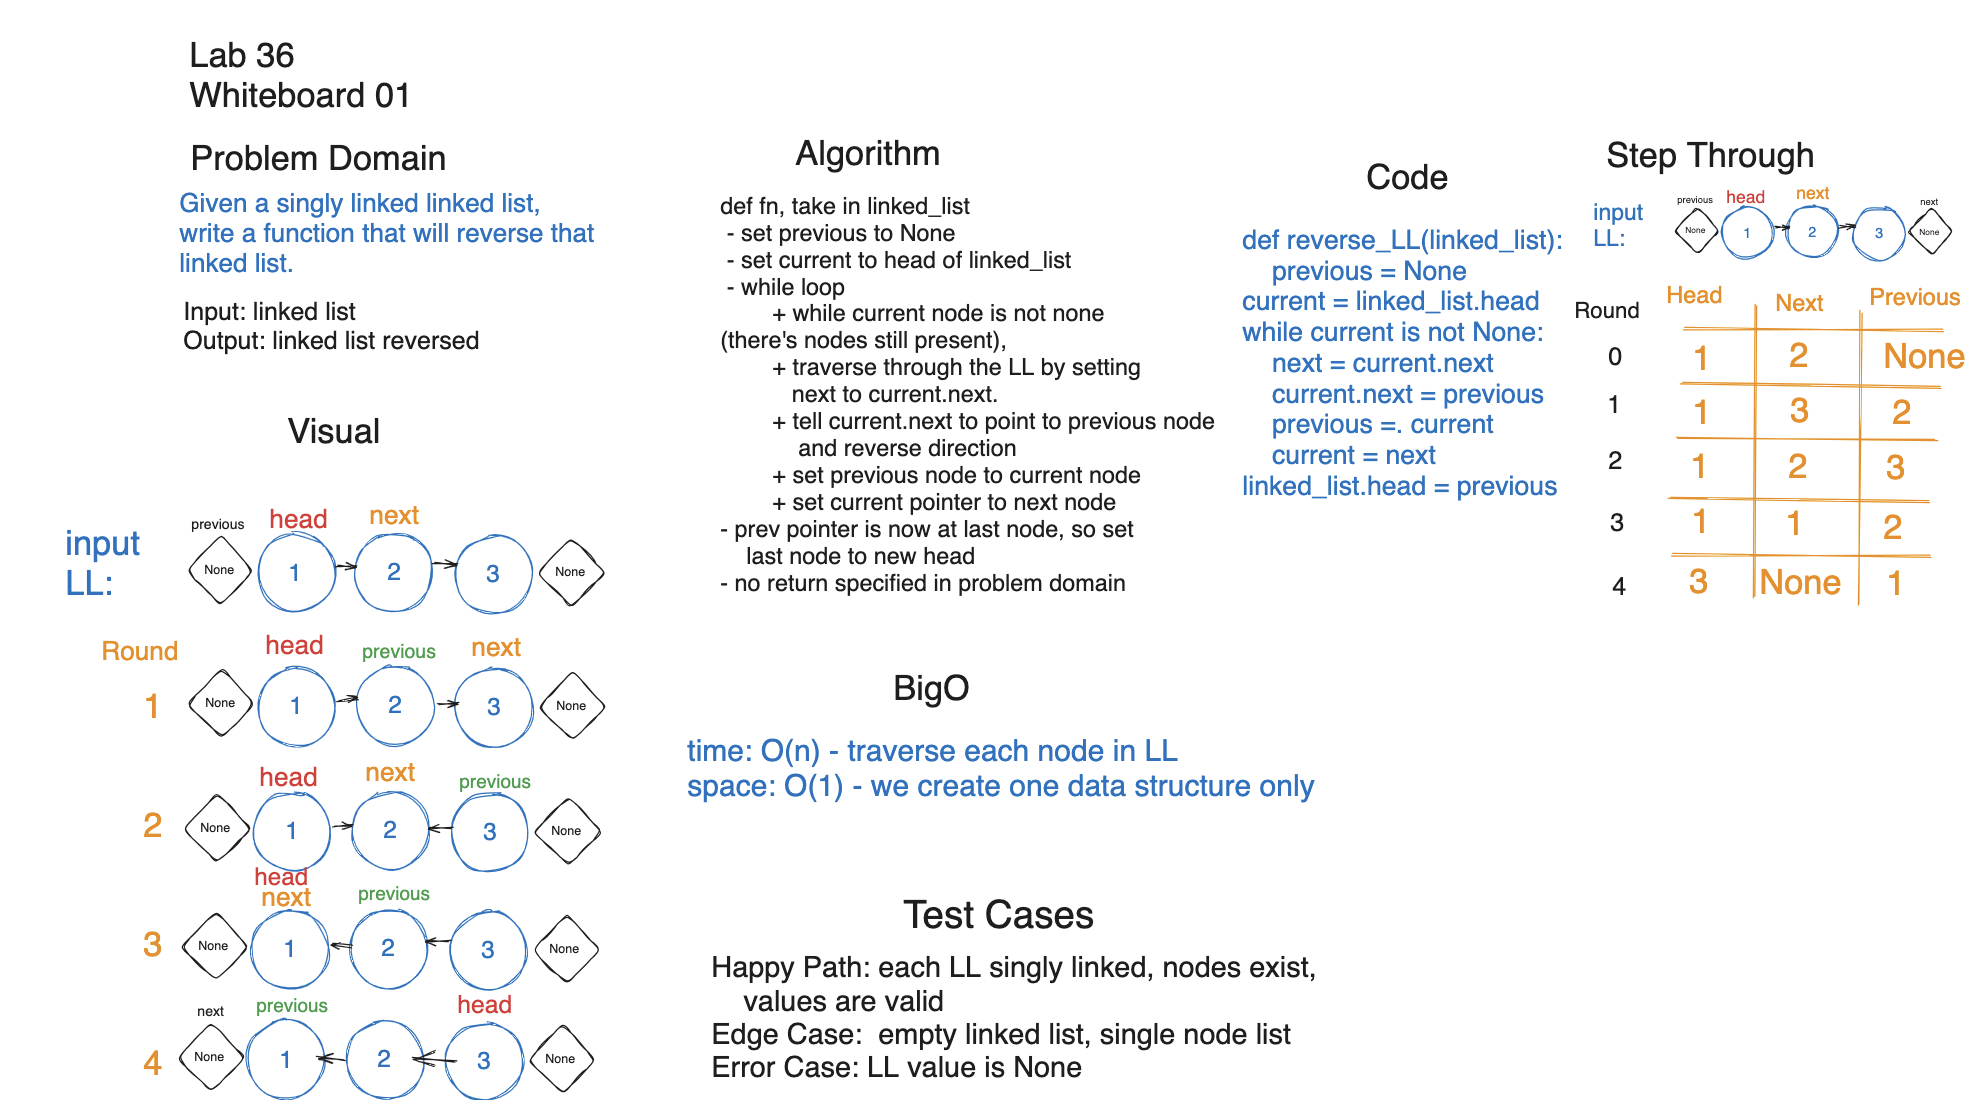 Lab 36
Whiteboard 01
Problem Domain
Given a singly linked linked list,
write a function that will reverse that
linked list.
Input: linked list
Output: linked list reversed
Visual
input
LL:
previous
head
next
None
1
2
3
None
Round
1
head
previous
next
None
1
2
3
None
2
head
next
previous
None
1
2
3
None
3
head
next
previous
None
1
2
3
None
4
next
previous
head
None
1
2
3
None
Algorithm
def fn, take in linked_list
- set previous to None
- set current to head of linked_list
- while loop
+ while current node is not none
(there's nodes still present),
+ traverse through the LL by setting
next to current.next.
+ tell current.next to point to previous node
and reverse direction
+ set previous node to current node
+ set current pointer to next node
- prev pointer is now at last node, so set
last node to new head
- no return specified in problem domain
BigO
time: O(n) - traverse each node in LL
space: O(1) - we create one data structure only
Test Cases
Happy Path: each LL singly linked, nodes exist,
values are valid
Edge Case: empty linked list, single node list
Error Case: LL value is None
Code
def reverse_LL(linked_list):
previous = None
current = linked_list.head
while current is not None:
next = current.next
current.next = previous
previous =. current
current = next
linked_list.head = previous
Step Through
input
LL:
previous
head
next
next
None
1
2
3
None
Round Head Next Previous
0 1 2 None
1 1 3 2
2 1 2 3
3 1 1 2
4 3 None 1